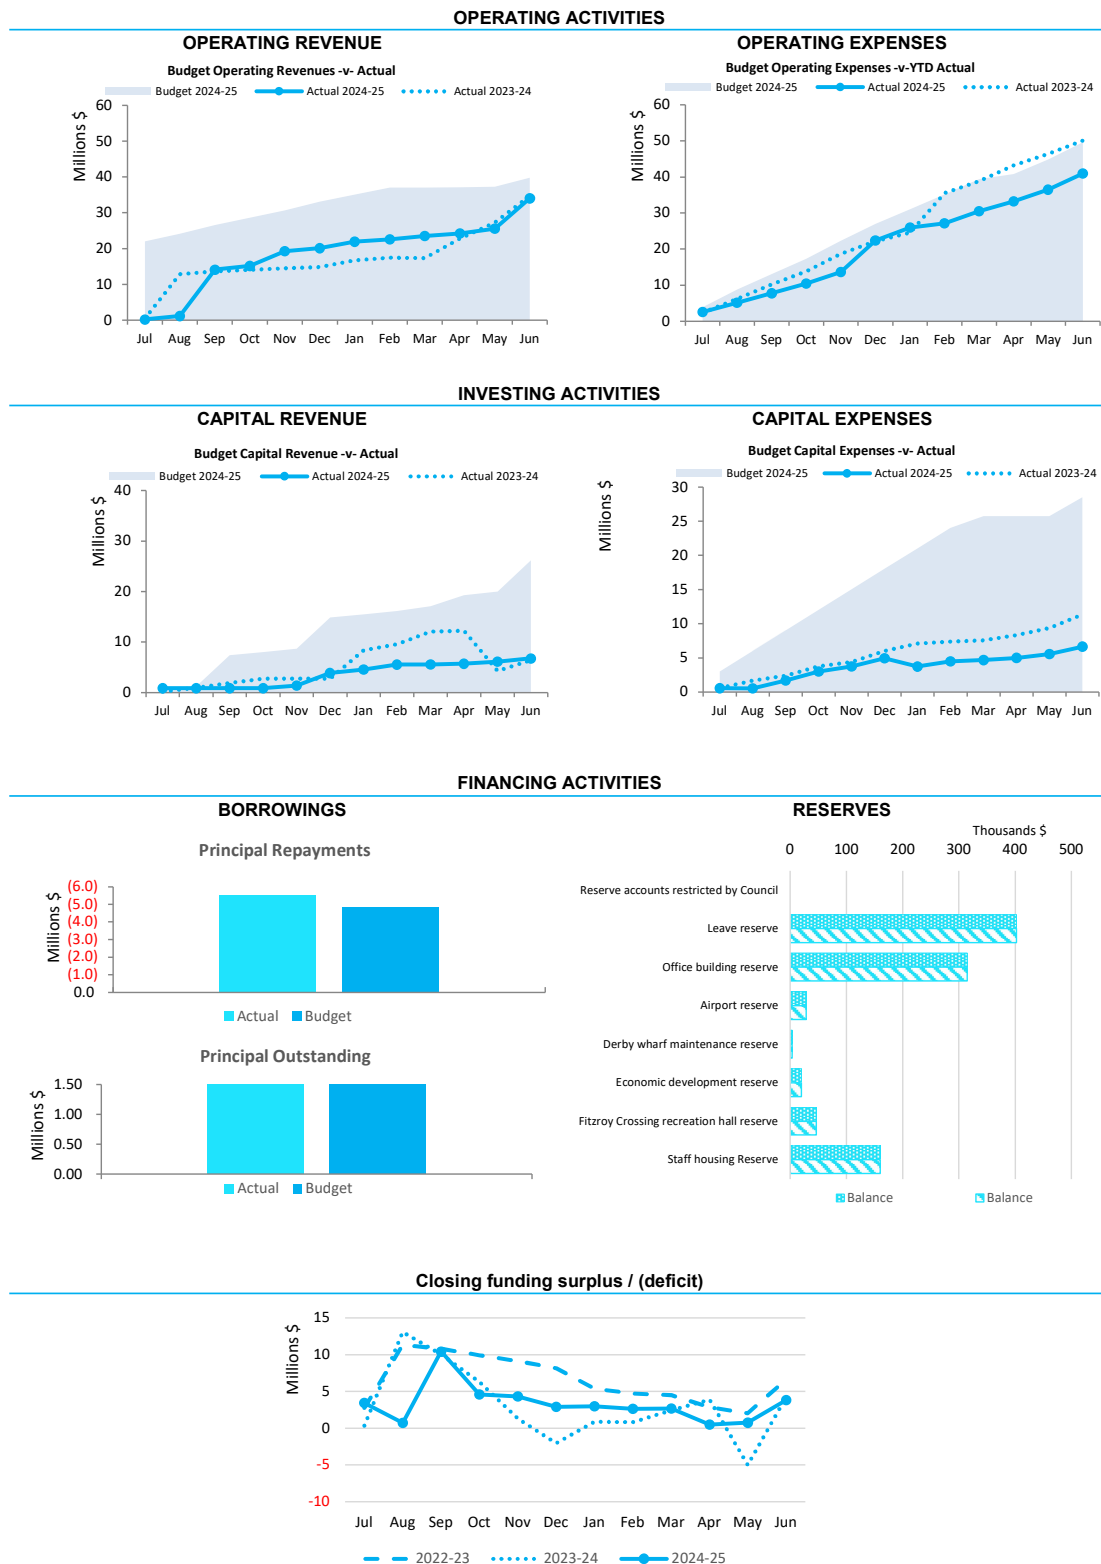 OPERATING ACTIVITIES
OPERATING REVENUE
Budget Operating Revenues -v- Actual
Budget 2024-25 Actual 2024-25 Actual 2023-24
Millions $
60
50
40
30
20
10
0
Jul Aug Sep Oct Nov Dec Jan Feb Mar Apr May Jun
OPERATING EXPENSES
Budget Operating Expenses -v-YTD Actual
Budget 2024-25 Actual 2024-25 Actual 2023-24
Millions $
60
50
40
30
20
10
0
Jul Aug Sep Oct Nov Dec Jan Feb Mar Apr May Jun
INVESTING ACTIVITIES
CAPITAL REVENUE
Budget Capital Revenue -v- Actual
Budget 2024-25 Actual 2024-25 Actual 2023-24
Millions $
40
30
20
10
0
Jul Aug Sep Oct Nov Dec Jan Feb Mar Apr May Jun
CAPITAL EXPENSES
Budget Capital Expenses -v- Actual
Budget 2024-25 Actual 2024-25 Actual 2023-24
Millions $
30
25
20
15
10
5
0
Jul Aug Sep Oct Nov Dec Jan Feb Mar Apr May Jun
FINANCING ACTIVITIES
BORROWINGS
Principal Repayments
Millions $
(6.0)
(5.0)
(4.0)
(3.0)
(2.0)
(1.0)
0.0
Actual Budget
Principal Outstanding
Millions $
1.50
1.00
0.50
0.00
Actual Budget
RESERVES
Thousands $
0 100 200 300 400 500
Reserve accounts restricted by Council
Leave reserve
Office building reserve
Airport reserve
Derby wharf maintenance reserve
Economic development reserve
Fitzroy Crossing recreation hall reserve
Staff housing Reserve
Balance Balance
Closing funding surplus / (deficit)
Millions $
15
10
5
0
-5
-10
Jul Aug Sep Oct Nov Dec Jan Feb Mar Apr May Jun
2022-23 2023-24 2024-25